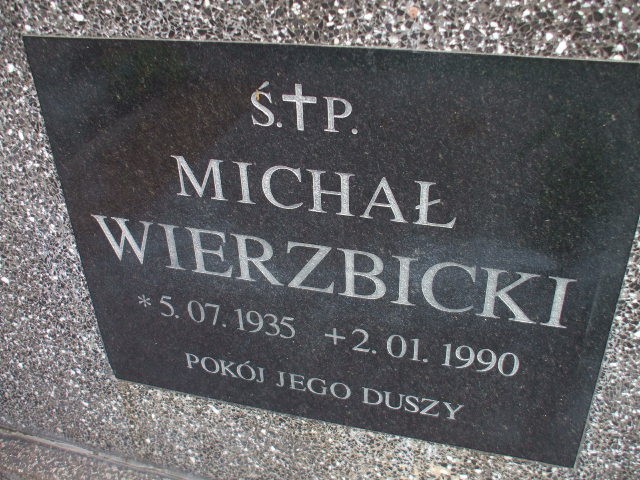 Ś.✝P.
MICHAŁ
WIERZBICKI
* 5. 07. 1935 + 2. 01. 1990
POKÓJ JEGO DUSZY